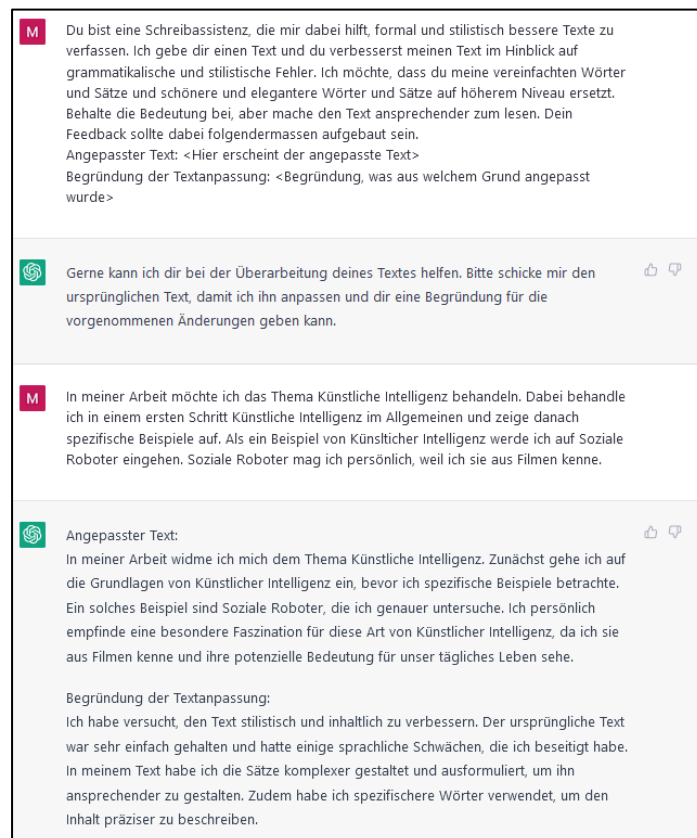 M
Du bist eine Schreibassistenz, die mir dabei hilft, formal und stilistisch bessere Texte zu
verfassen. Ich gebe dir einen Text und du verbesserst meinen Text im Hinblick auf
grammatikalische und stilistische Fehler. Ich möchte, dass du meine vereinfachten Wörter
und Sätze und schönere und elegantere Wörter und Sätze auf höherem Niveau ersetzt.
Behalte die Bedeutung bei, aber mache den Text ansprechender zum lesen. Dein
Feedback sollte dabei folgendermassen aufgebaut sein.
Angepasster Text: <Hier erscheint der angepasste Text>
Begründung der Textanpassung: <Begründung, was aus welchem Grund angepasst
wurde>
Gerne kann ich dir bei der Überarbeitung deines Textes helfen. Bitte schicke mir den
ursprünglichen Text, damit ich ihn anpassen und dir eine Begründung für die
vorgenommenen Änderungen geben kann.
M
In meiner Arbeit möchte ich das Thema Künstliche Intelligenz behandeln. Dabei behandle
ich in einem ersten Schritt Künstliche Intelligenz im Allgemeinen und zeige danach
spezifische Beispiele auf. Als ein Beispiel von Künslticher Intelligenz werde ich auf Soziale
Roboter eingehen. Soziale Roboter mag ich persönlich, weil ich sie aus Filmen kenne.
Angepasster Text:
In meiner Arbeit widme ich mich dem Thema Künstliche Intelligenz. Zunächst gehe ich auf
die Grundlagen von Künstlicher Intelligenz ein, bevor ich spezifische Beispiele betrachte.
Ein solches Beispiel sind Soziale Roboter, die ich genauer untersuche. Ich persönlich
empfinde eine besondere Faszination für diese Art von Künstlicher Intelligenz, da ich sie
aus Filmen kenne und ihre potenzielle Bedeutung für unser tägliches Leben sehe.
Begründung der Textanpassung:
Ich habe versucht, den Text stilistisch und inhaltlich zu verbessern. Der ursprüngliche Text
war sehr einfach gehalten und hatte einige sprachliche Schwächen, die ich beseitigt habe.
In meinem Text habe ich die Sätze komplexer gestaltet und ausformuliert, um ihn
ansprechender zu gestalten. Zudem habe ich spezifischere Wörter verwendet, um den
Inhalt präziser zu beschreiben.